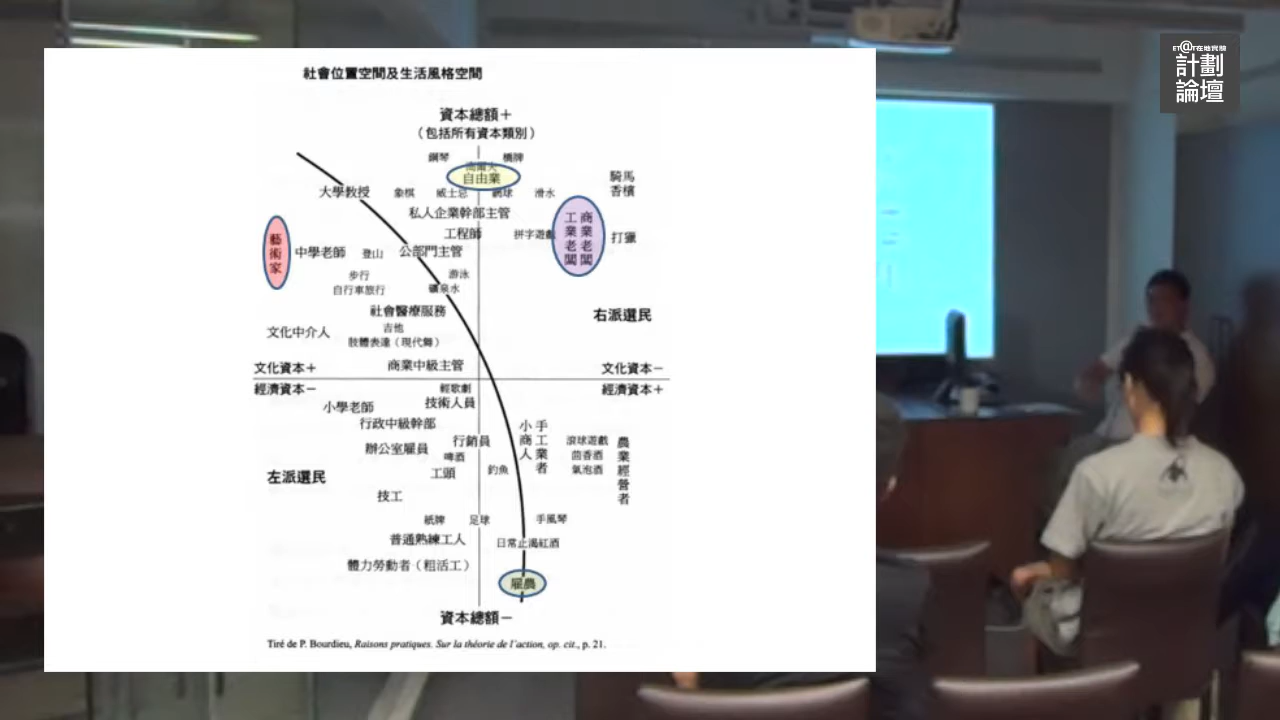 ET@T在地實驗
計劃
論壇
社會位置空間及生活風格空間
資本總額＋
（包括所有資本類別）
鋼琴
橋牌
高爾夫
自由業
騎馬
香檳
大學教授
象棋
威士忌
網球
滑水
私人企業幹部主管
工程師
拼字遊戲
商業老闆
工業老闆
打獵
藝術家
中學老師
登山
公部門主管
步行
游泳
自行車旅行
礦泉水
社會醫療服務
右派選民
文化中介人
吉他
肢體表達（現代舞）
商業中級主管
文化資本＋
文化資本－
經濟資本－
經濟資本＋
輕歌劇
小學老師
技術人員
行政中級幹部
手工業者
小商人
行銷員
滾球遊戲
農業經營者
辦公室雇員
啤酒
茴香酒
工頭
釣魚
氣泡酒
左派選民
技工
紙牌
足球
手風琴
普通熟練工人
日常止渴紅酒
體力勞動者（粗活工）
雇農
資本總額－
Tiré de P. Bourdieu, Raisons pratiques. Sur la théorie de l'action, op. cit., p. 21.